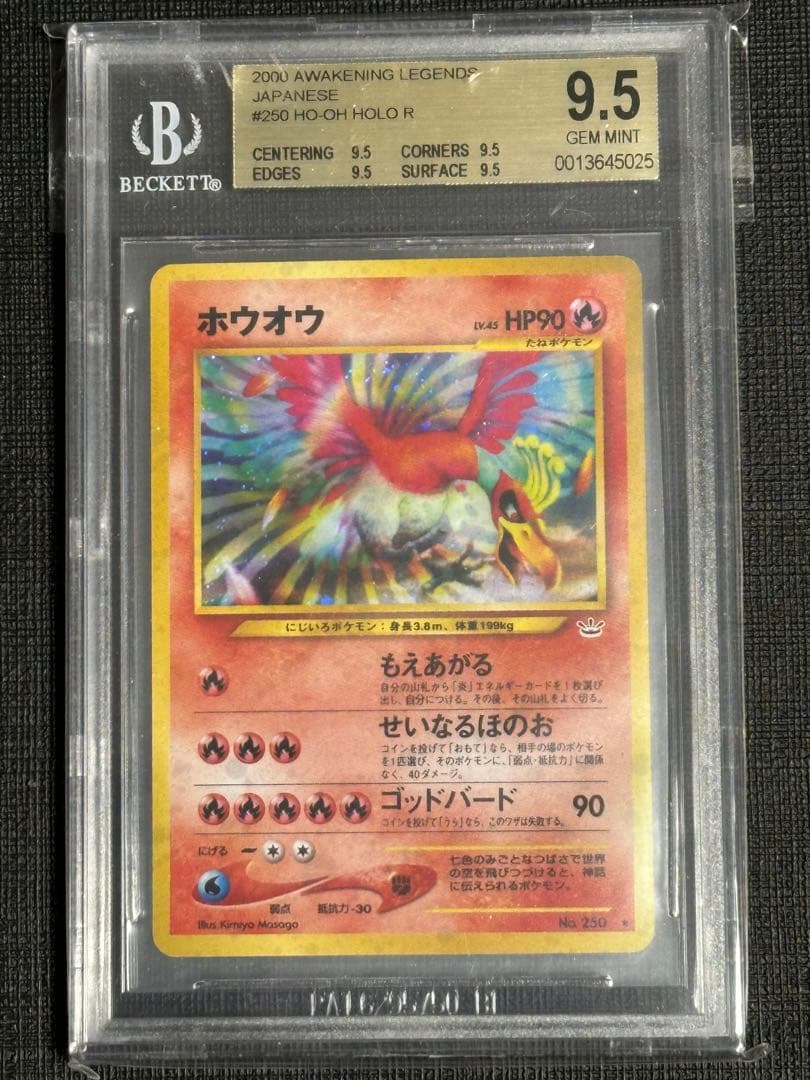 2000 AWAKENING LEGENDS
JAPANESE
#250 HO-OH HOLO R
CENTERING 9.5 CORNERS 9.5
EDGES 9.5 SURFACE 9.5
9.5
GEM MINT
0013645025
B
BECKETT®
ホウオウ LV.45 HP90
たねポケモン
にじいろポケモン:身長3.8m、体重199kg
もえあがる
自分の山札から「炎」エネルギーカードを1枚選び
出し、自分につける。その後、その山札をよく切る。
せいなるほのお
コインを投げて「おもて」なら、相手の場のポケモン
を1匹選び、そのポケモンに、「弱点・抵抗力」に関係
なく、40ダメージ。
ゴッドバード 90
コインを投げて「うら」なら、このワザは失敗する。
にげる
弱点 抵抗力-30
七色のみごとなつばさで世界
の空を飛びつづけると、神話
に伝えられるポケモン。
Illus. Kimiya Masago No. 250 ★